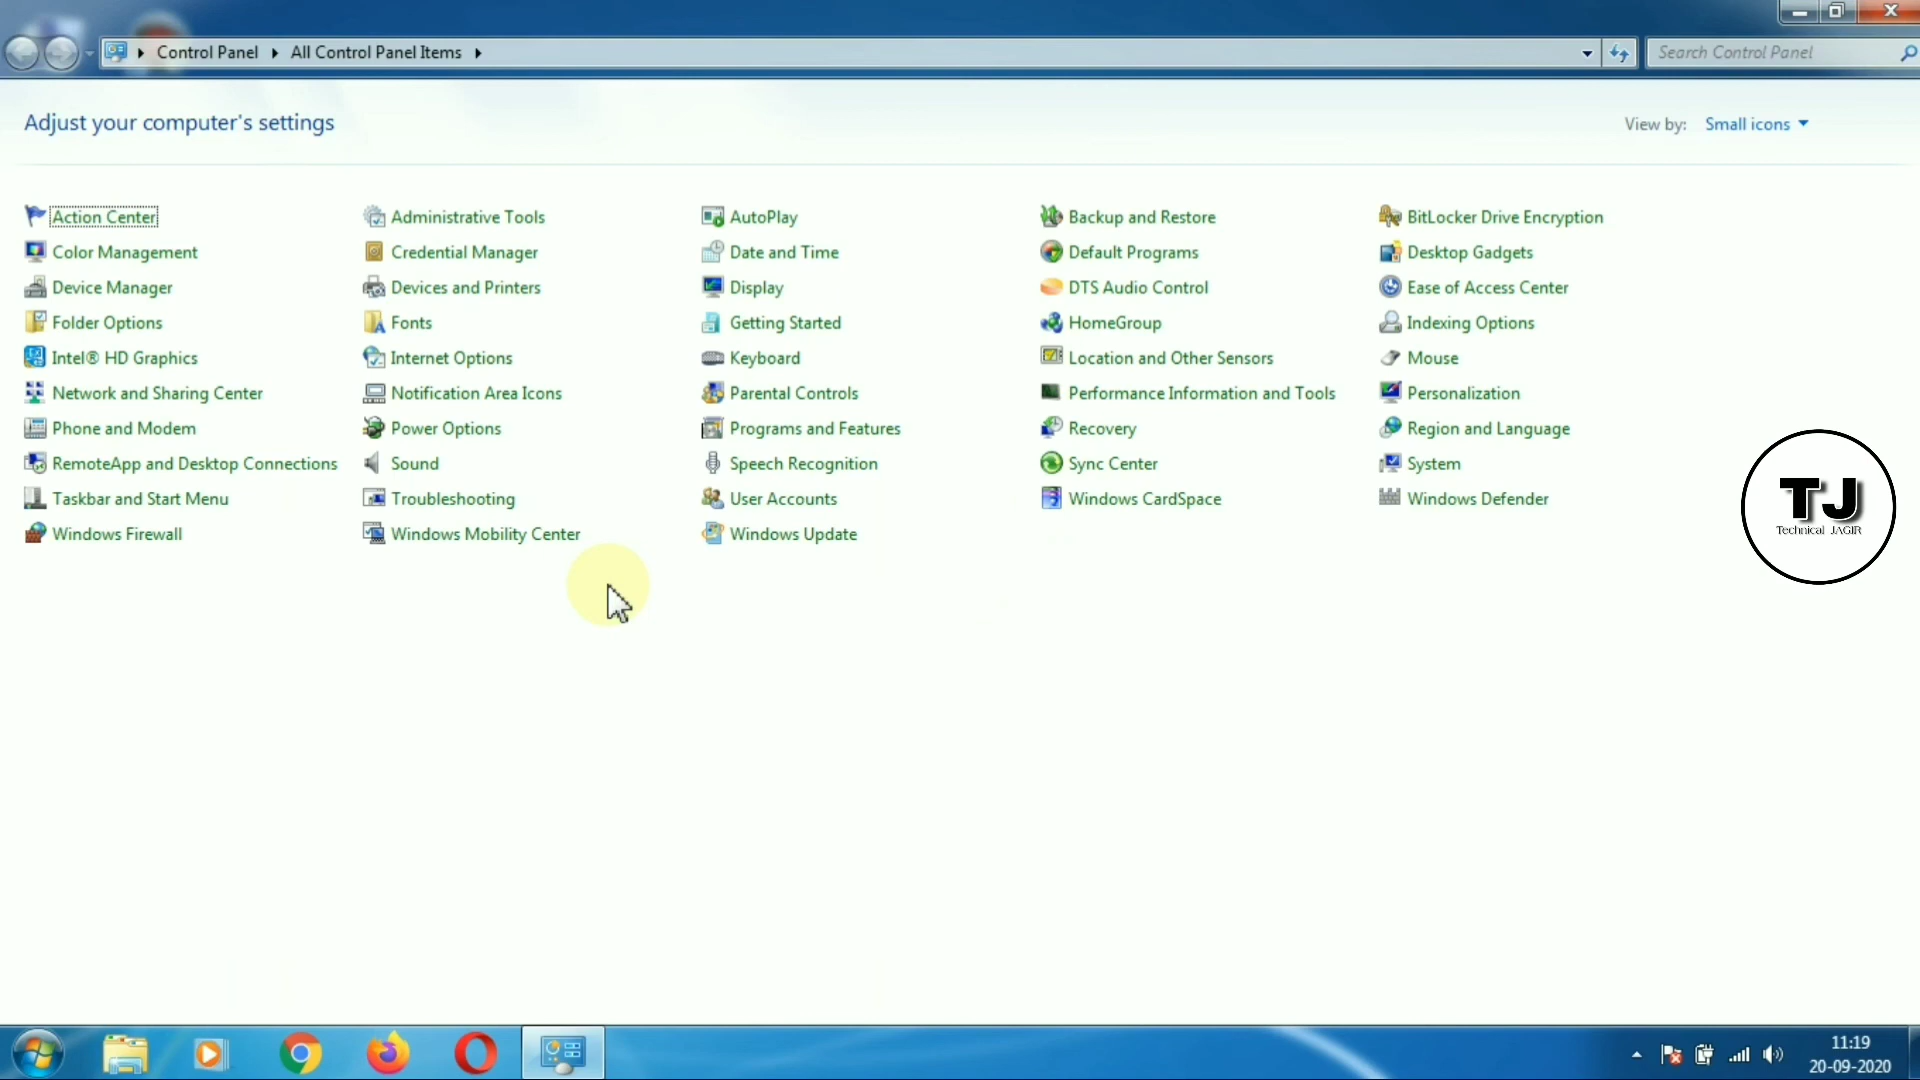 Control Panel All Control Panel Items Search Control Panel
Adjust your computer's settings View by: Small icons
Action Center Administrative Tools AutoPlay Backup and Restore BitLocker Drive Encryption
Color Management Credential Manager Date and Time Default Programs Desktop Gadgets
Device Manager Devices and Printers Display DTS Audio Control Ease of Access Center
Folder Options Fonts Getting Started HomeGroup Indexing Options
Intel® HD Graphics Internet Options Keyboard Location and Other Sensors Mouse
Network and Sharing Center Notification Area Icons Parental Controls Performance Information and Tools Personalization
Phone and Modem Power Options Programs and Features Recovery Region and Language
RemoteApp and Desktop Connections Sound Speech Recognition Sync Center System
Taskbar and Start Menu Troubleshooting User Accounts Windows CardSpace Windows Defender
Windows Firewall Windows Mobility Center Windows Update
TJ
Technical JAGIR
11:19
20-09-2020